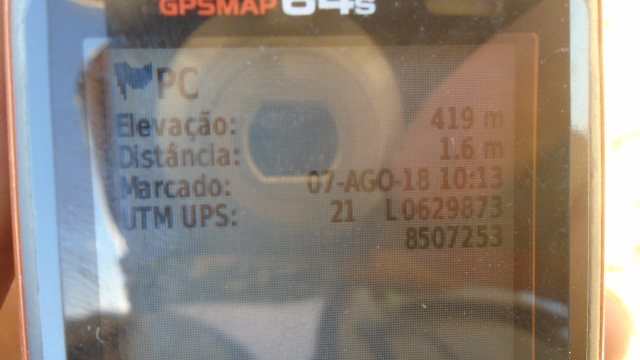 GPSMAP 64s
PC
Elevação: 419 m
Distância: 1.6 m
Marcado: 07-AGO-18 10:13
UTM UPS: 21 L 0629873
8507253